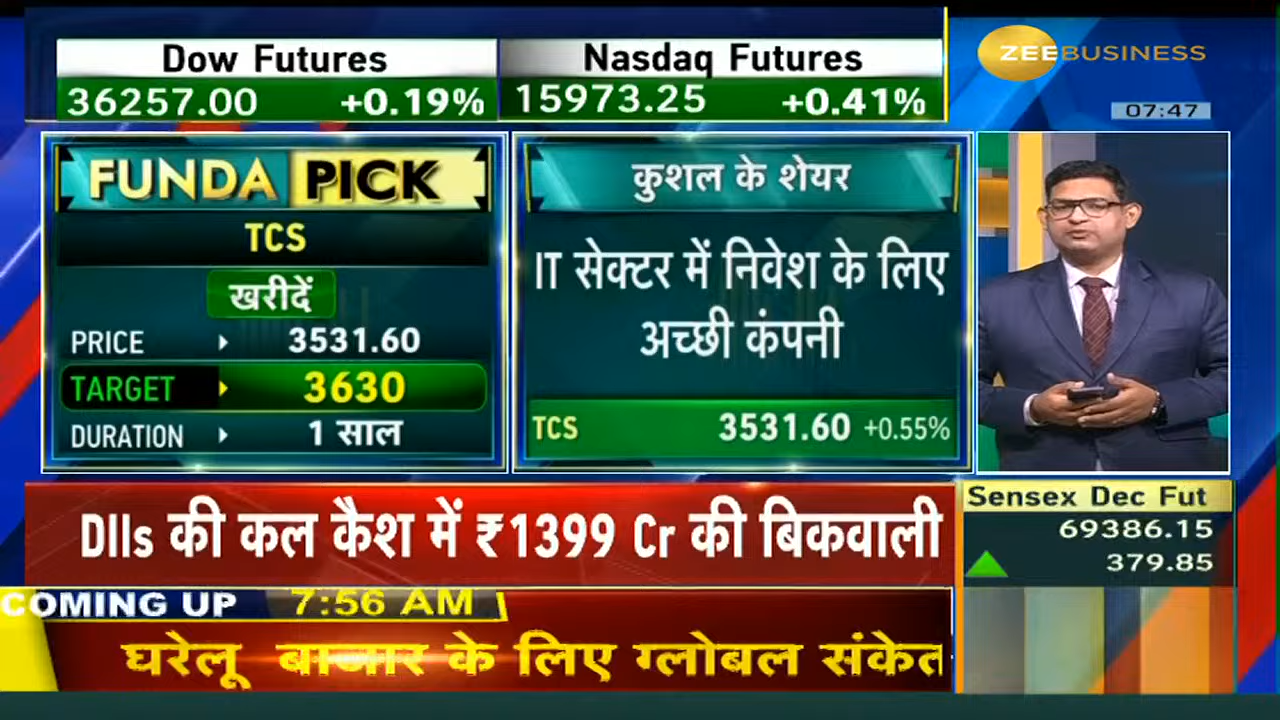 Dow Futures
36257.00 +0.19%
Nasdaq Futures
15973.25 +0.41%
ZEEBUSINESS
07:47
FUNDA PICK
TCS
खरीदें
PRICE 3531.60
TARGET 3630
DURATION 1 साल
कुशल के शेयर
IT सेक्टर में निवेश के लिए
अच्छी कंपनी
TCS 3531.60 +0.55%
DIIs की कल कैश में ₹1399 Cr की बिकवाली
Sensex Dec Fut
69386.15
379.85
COMING UP 7:56 AM
घरेलू बाजार के लिए ग्लोबल संकेत